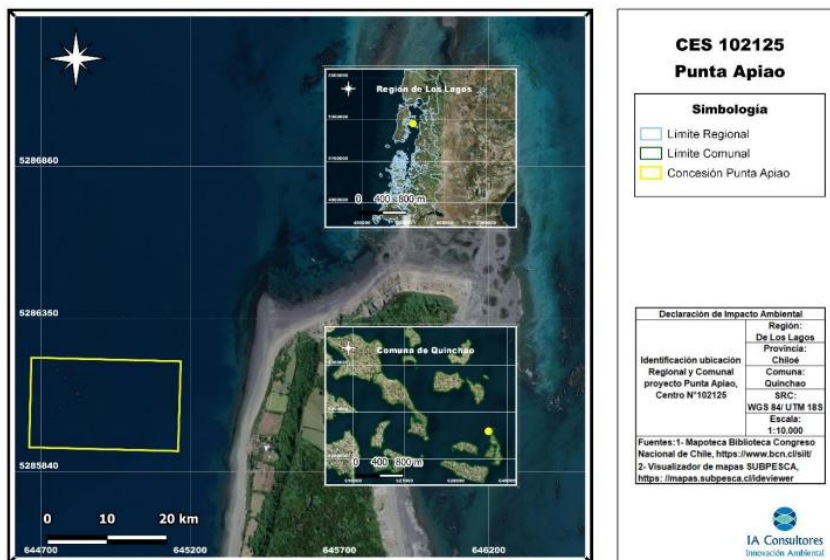 Región de Los Lagos
0 400 800 m
5286860
5286350
Comuna de Quinchao
0 400 800 m
5285840
0 10 20 km
644700 645200 645700 646200
CES 102125
Punta Apiao
Simbología
Límite Regional
Límite Comunal
Concesión Punta Apiao
Declaración de Impacto Ambiental
Identificación ubicación
Regional y Comunal
proyecto Punta Apiao,
Centro N°102125
Región:
De Los Lagos
Provincia:
Chiloé
Comuna:
Quinchao
SRC:
WGS 84/ UTM 18S
Escala:
1:10.000
Fuentes:1- Mapoteca Biblioteca Congreso
Nacional de Chile, https://www.bcn.cl/siit/
2- Visualizador de mapas SUBPESCA,
https: //mapas.subpesca.cl/ideviewer
IA Consultores
Innovación Ambiental